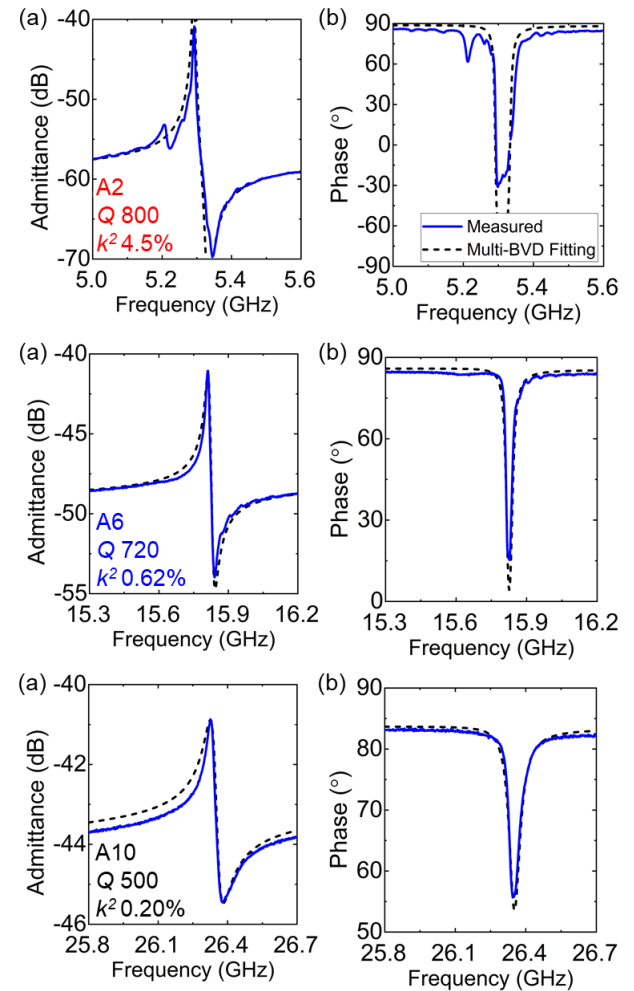 (a)
Admittance (dB)
-40
-50
-60
-70
A2
Q 800
k² 4.5%
5.0 5.2 5.4 5.6
Frequency (GHz)
(b)
Phase (°)
90
60
30
0
-30
-60
-90
Measured
Multi-BVD Fitting
5.0 5.2 5.4 5.6
Frequency (GHz)
(a)
Admittance (dB)
-40
-45
-50
-55
A6
Q 720
k² 0.62%
15.3 15.6 15.9 16.2
Frequency (GHz)
(b)
Phase (°)
90
60
30
0
15.3 15.6 15.9 16.2
Frequency (GHz)
(a)
Admittance (dB)
-40
-42
-44
-46
A10
Q 500
k² 0.20%
25.8 26.1 26.4 26.7
Frequency (GHz)
(b)
Phase (°)
90
80
70
60
50
25.8 26.1 26.4 26.7
Frequency (GHz)